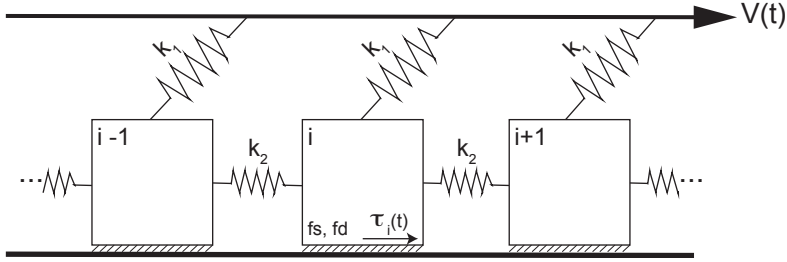 V(t)
k₁ k₁ k₁
i -1 i i+1
k₂ k₂
... ...
fs, fd τᵢ(t)